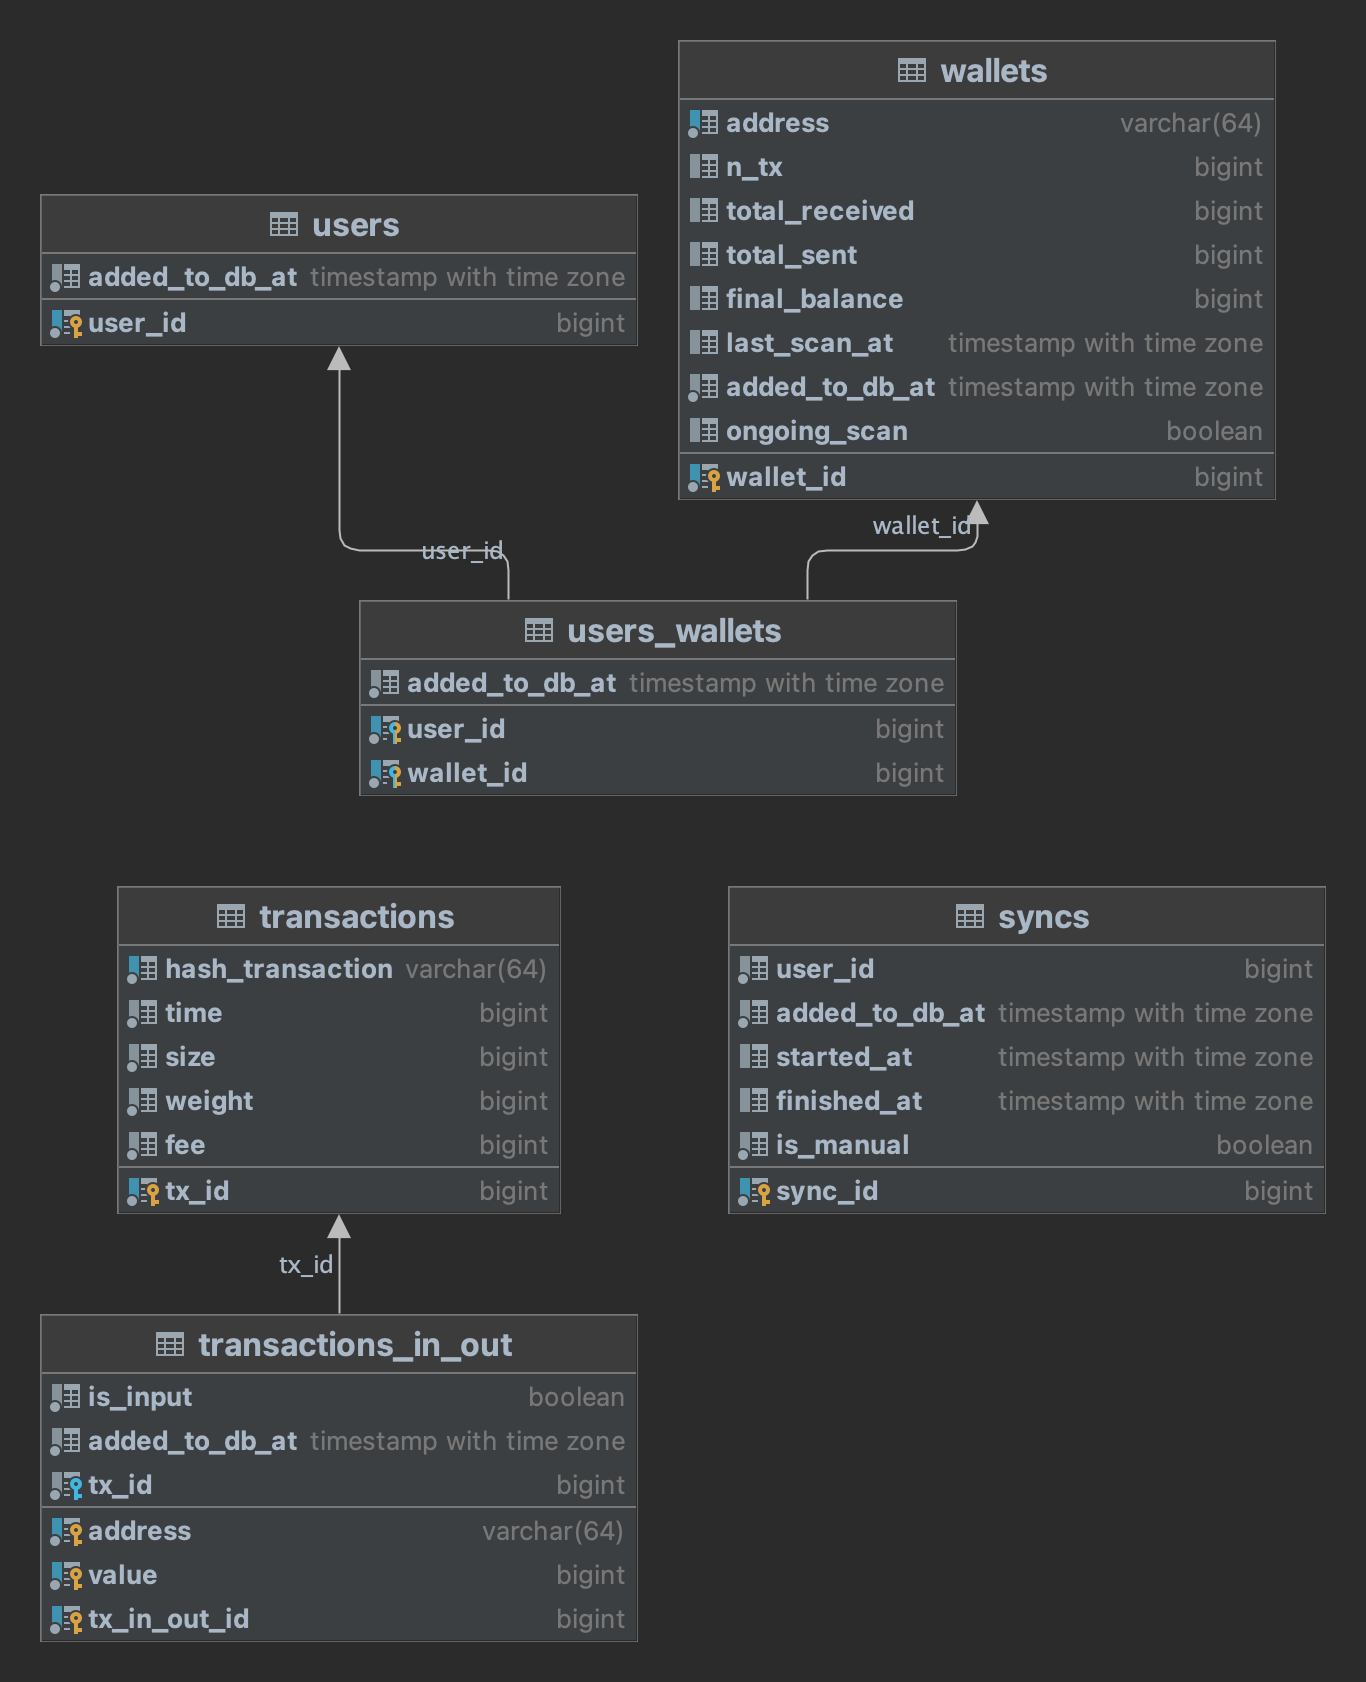 wallets
address varchar(64)
n_tx bigint
total_received bigint
total_sent bigint
final_balance bigint
last_scan_at timestamp with time zone
added_to_db_at timestamp with time zone
ongoing_scan boolean
wallet_id bigint
users
added_to_db_at timestamp with time zone
user_id bigint
wallet_id
user_id
users_wallets
added_to_db_at timestamp with time zone
user_id bigint
wallet_id bigint
transactions
hash_transaction varchar(64)
time bigint
size bigint
weight bigint
fee bigint
tx_id bigint
syncs
user_id bigint
added_to_db_at timestamp with time zone
started_at timestamp with time zone
finished_at timestamp with time zone
is_manual boolean
sync_id bigint
tx_id
transactions_in_out
is_input boolean
added_to_db_at timestamp with time zone
tx_id bigint
address varchar(64)
value bigint
tx_in_out_id bigint